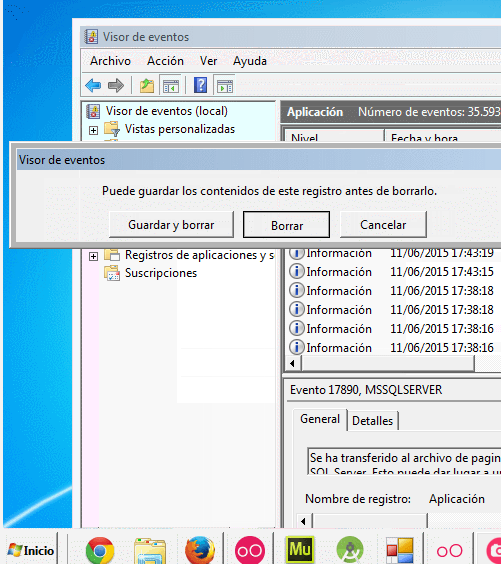 Visor de eventos
Archivo Acción Ver Ayuda
Visor de eventos (local)
Vistas personalizadas
Aplicación Número de eventos: 35.593
Nivel Fecha y hora
Visor de eventos
Puede guardar los contenidos de este registro antes de borrarlo.
Guardar y borrar Borrar Cancelar
Registros de aplicaciones y s
Suscripciones
Información 11/06/2015 17:43:19
Información 11/06/2015 17:43:15
Información 11/06/2015 17:38:18
Información 11/06/2015 17:38:18
Información 11/06/2015 17:38:16
Información 11/06/2015 17:38:16
Evento 17890, MSSQLSERVER
General Detalles
Se ha transferido al archivo de pagin
SQL Server. Esto puede dar lugar a u
Nombre de registro: Aplicación
Inicio
Mu